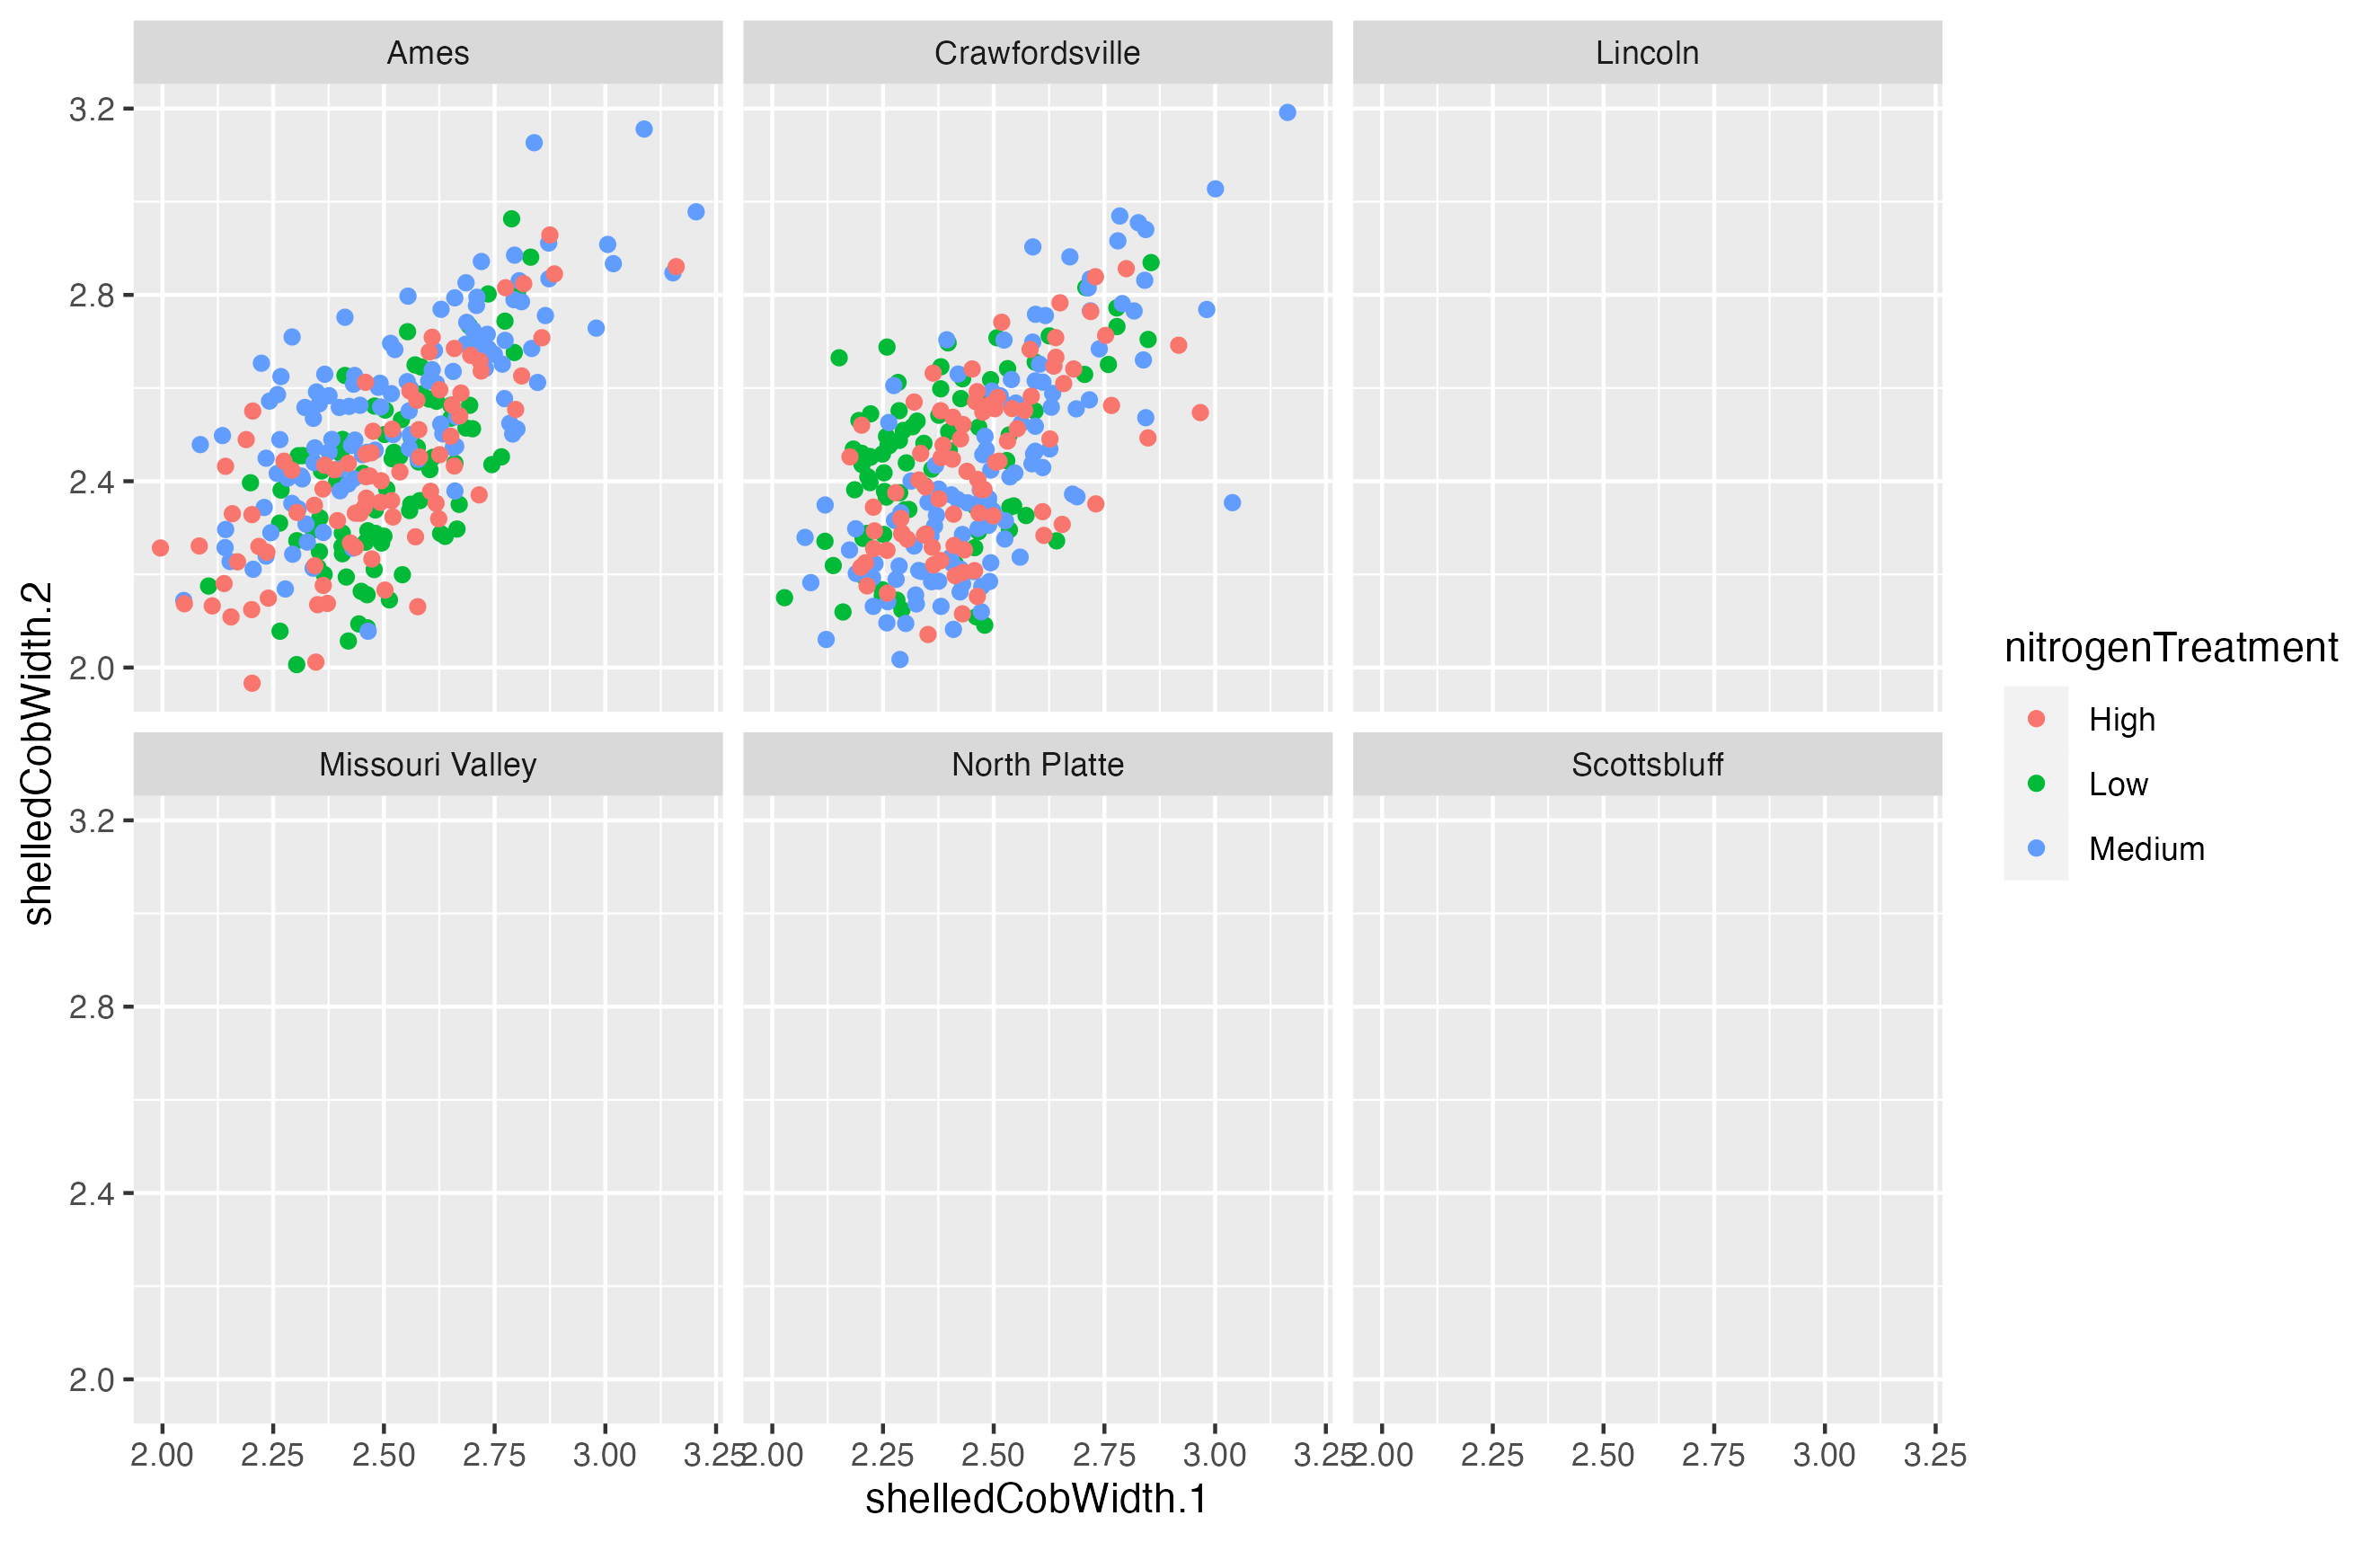 Ames
Crawfordsville
Lincoln
3.2
2.8
2.4
2.0
Missouri Valley
North Platte
Scottsbluff
3.2
2.8
2.4
2.0
2.00 2.25 2.50 2.75 3.00 3.25 2.00 2.25 2.50 2.75 3.00 3.25 2.00 2.25 2.50 2.75 3.00 3.25
shelledCobWidth.1
shelledCobWidth.2
nitrogenTreatment
High
Low
Medium